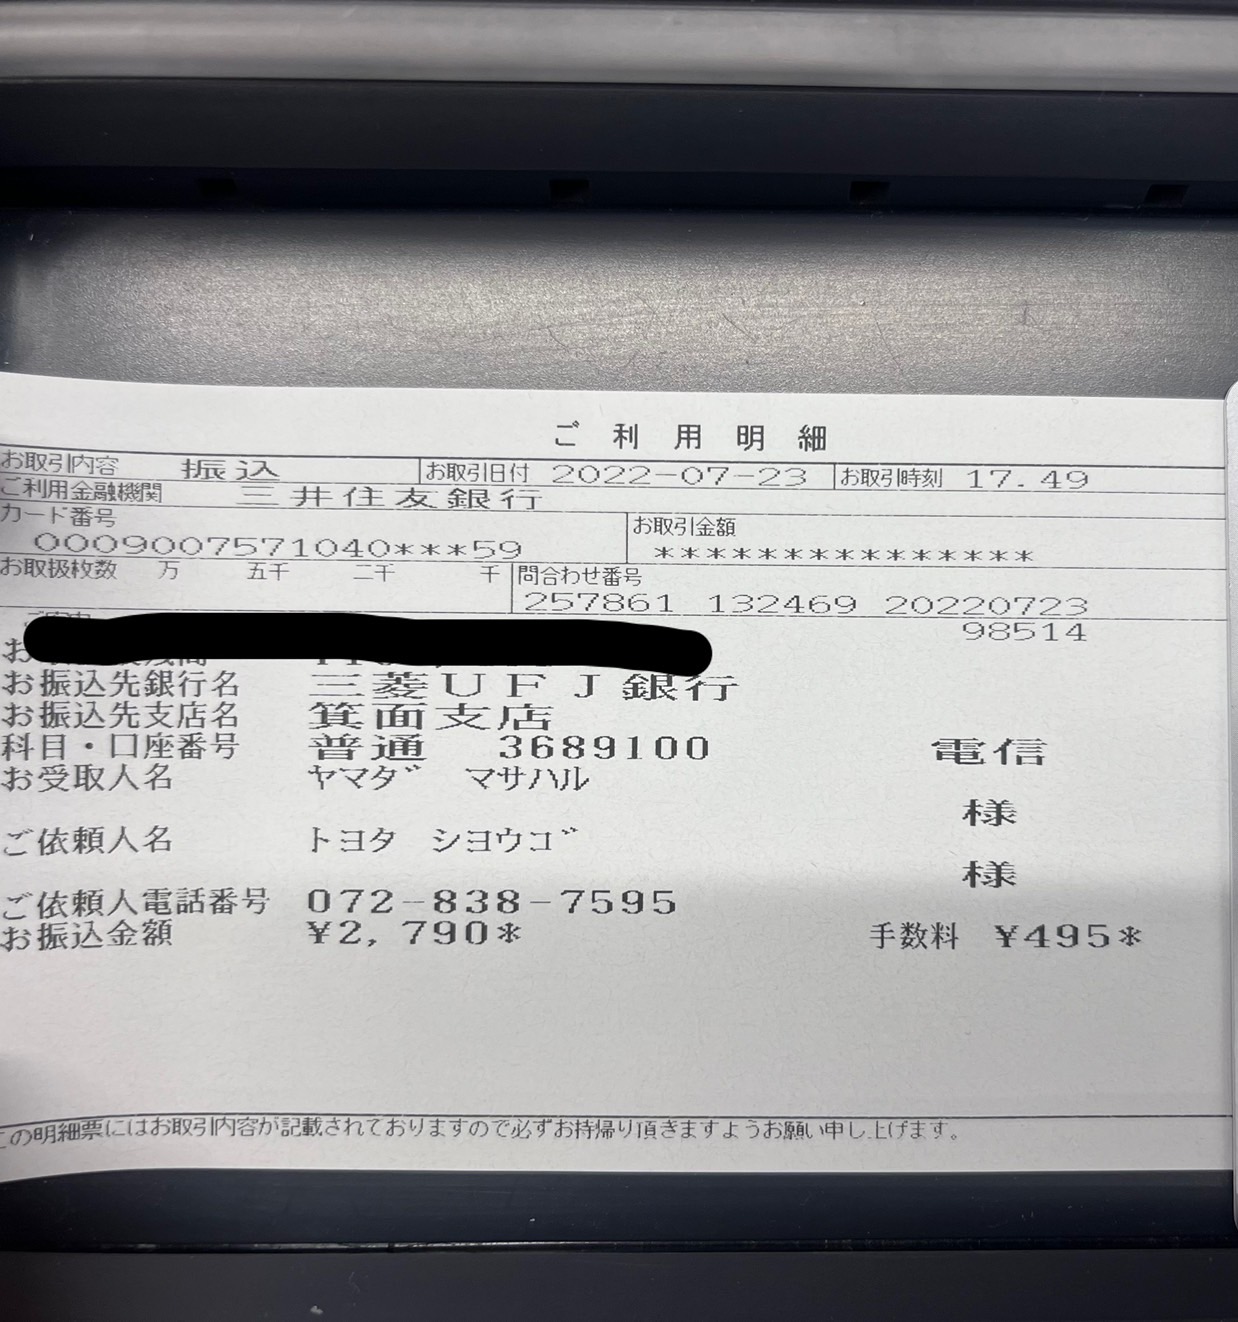 ご利用明細
お取引内容 振込 お取引日付 2022-07-23 お取引時刻 17.49
ご利用金融機関 三井住友銀行
カード番号 お取引金額
0009007571040***59 ***************
お取扱枚数 万 五千 二千 千 問合わせ番号
257861 132469 20220723
98514
お振込先銀行名 三菱UFJ銀行
お振込先支店名 箕面支店
科目・口座番号 普通 3689100 電信
お受取人名 ヤマダ マサハル
様
ご依頼人名 トヨタ シヨウゴ
様
ご依頼人電話番号 072-838-7595
お振込金額 ¥2,790* 手数料 ¥495*
この明細票にはお取引内容が記載されておりますので必ずお持帰り頂きますようお願い申し上げます。